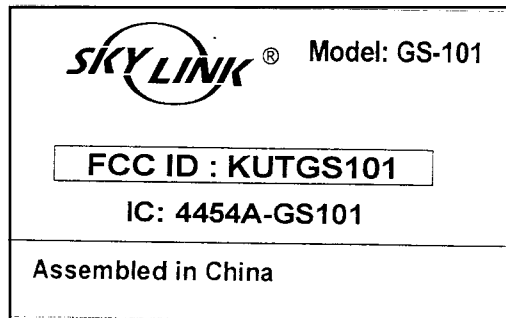 SKYLINK ® Model: GS-101
FCC ID : KUTGS101
IC: 4454A-GS101
Assembled in China